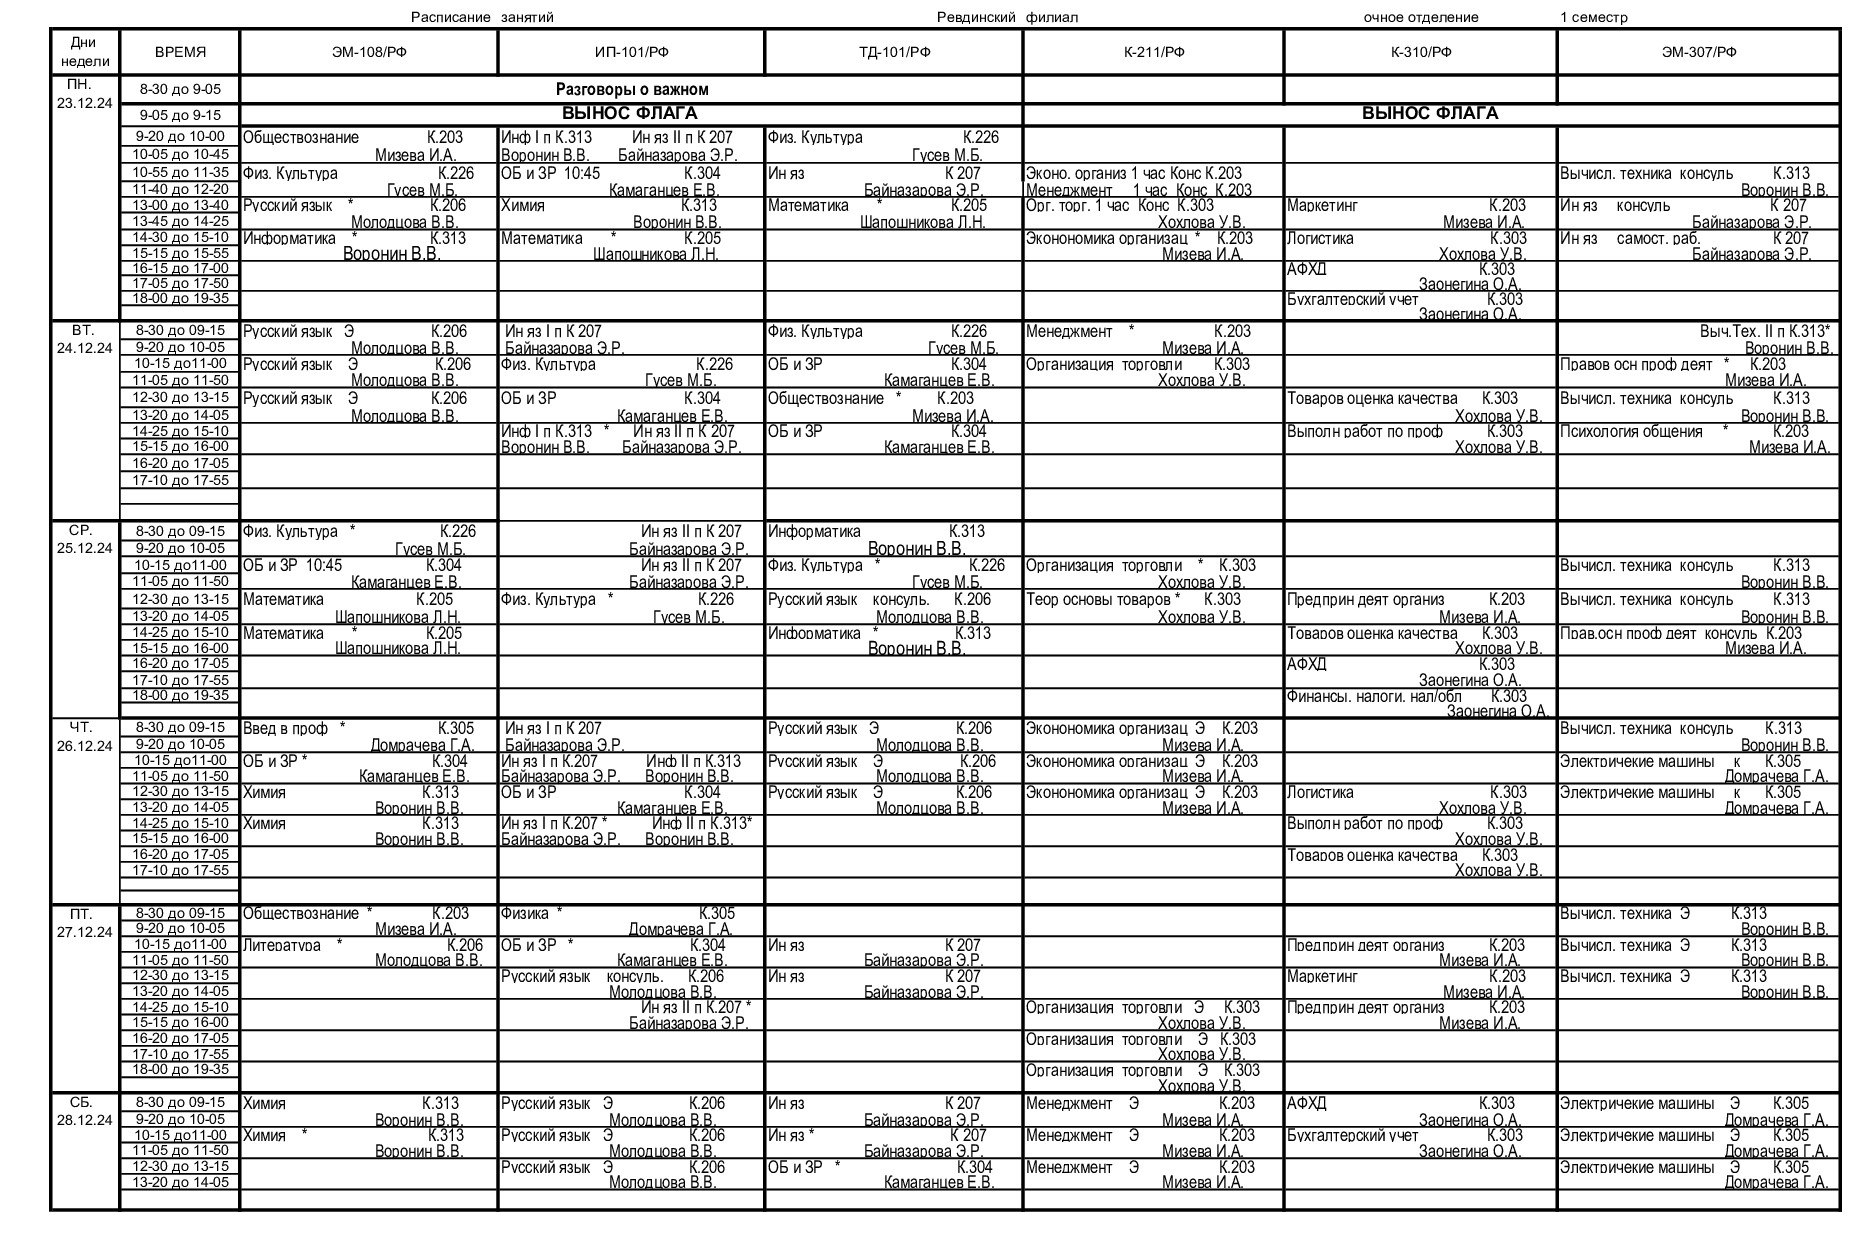 Расписание занятий Ревдинский филиал очное отделение 1 семестр
Дни недели ВРЕМЯ ЭМ-108/РФ ИП-101/РФ ТД-101/РФ К-211/РФ К-310/РФ ЭМ-307/РФ
ПН. 8-30 до 9-05 Разговоры о важном
23.12.24
9-05 до 9-15 ВЫНОС ФЛАГА ВЫНОС ФЛАГА
9-20 до 10-00 Обществознание К.203 Инф I п К.313 Ин яз II п К 207 Физ. Культура К.226
10-05 до 10-45 Мизева И.А. Воронин В.В. Байназарова Э.Р. Гусев М.Б.
10-55 до 11-35 Физ. Культура К.226 ОБ и ЗР 10:45 К.304 Ин яз К 207 Эконо. организ 1 час Конс К.203 Вычисл. техника консуль К.313
11-40 до 12-20 Гусев М.Б. Камаганцев Е.В. Байназарова Э.Р. Менеджмент 1 час Конс К.203 Воронин В.В.
13-00 до 13-40 Русский язык * К.206 Химия К.313 Математика * К.205 Орг. торг. 1 час Конс К.303 Маркетинг К.203 Ин яз консуль К 207
13-45 до 14-25 Молодцова В.В. Воронин В.В. Шапошникова Л.Н. Хохлова У.В. Мизева И.А. Байназарова Э.Р.
14-30 до 15-10 Информатика * К.313 Математика * К.205 Эконономика организац * К.203 Логистика К.303 Ин яз самост. раб. К 207
15-15 до 15-55 Воронин В.В. Шапошникова Л.Н. Мизева И.А. Хохлова У.В. Байназарова Э.Р.
16-15 до 17-00 АФХД К.303
17-05 до 17-50 Заонегина О.А.
18-00 до 19-35 Бухгалтерский учет К.303
Заонегина О.А.
ВТ. 8-30 до 09-15 Русский язык Э К.206 Ин яз I п К 207 Физ. Культура К.226 Менеджмент * К.203 Выч.Тех. II п К.313*
24.12.24 9-20 до 10-05 Молодцова В.В. Байназарова Э.Р. Гусев М.Б. Мизева И.А. Воронин В.В.
10-15 до11-00 Русский язык Э К.206 Физ. Культура К.226 ОБ и ЗР К.304 Организация торговли К.303 Правов осн проф деят * К.203
11-05 до 11-50 Молодцова В.В. Гусев М.Б. Камаганцев Е.В. Хохлова У.В. Мизева И.А.
12-30 до 13-15 Русский язык Э К.206 ОБ и ЗР К.304 Обществознание * К.203 Товаров оценка качества К.303 Вычисл. техника консуль К.313
13-20 до 14-05 Молодцова В.В. Камаганцев Е.В. Мизева И.А. Хохлова У.В. Воронин В.В.
14-25 до 15-10 Инф I п К.313 * Ин яз II п К 207 ОБ и ЗР К.304 Выполн работ по проф К.303 Психология общения * К.203
15-15 до 16-00 Воронин В.В. Байназарова Э.Р. Камаганцев Е.В. Хохлова У.В. Мизева И.А.
16-20 до 17-05
17-10 до 17-55
СР. 8-30 до 09-15 Физ. Культура * К.226 Ин яз II п К 207 Информатика К.313
25.12.24 9-20 до 10-05 Гусев М.Б. Байназарова Э.Р. Воронин В.В.
10-15 до11-00 ОБ и ЗР 10:45 К.304 Ин яз II п К 207 Физ. Культура * К.226 Организация торговли * К.303 Вычисл. техника консуль К.313
11-05 до 11-50 Камаганцев Е.В. Байназарова Э.Р. Гусев М.Б. Хохлова У.В. Воронин В.В.
12-30 до 13-15 Математика К.205 Физ. Культура * К.226 Русский язык консуль. К.206 Теор основы товаров * К.303 Предприн деят организ К.203 Вычисл. техника консуль К.313
13-20 до 14-05 Шапошникова Л.Н. Гусев М.Б. Молодцова В.В. Хохлова У.В. Мизева И.А. Воронин В.В.
14-25 до 15-10 Математика * К.205 Информатика * К.313 Товаров оценка качества К.303 Прав.осн проф деят консуль К.203
15-15 до 16-00 Шапошникова Л.Н. Воронин В.В. Хохлова У.В. Мизева И.А.
16-20 до 17-05 АФХД К.303
17-10 до 17-55 Заонегина О.А.
18-00 до 19-35 Финансы. налоги. нал/обл К.303
Заонегина О.А.
ЧТ. 8-30 до 09-15 Введ в проф * К.305 Ин яз I п К 207 Русский язык Э К.206 Эконономика организац Э К.203 Вычисл. техника консуль К.313
26.12.24 9-20 до 10-05 Домрачева Г.А. Байназарова Э.Р. Молодцова В.В. Мизева И.А. Воронин В.В.
10-15 до11-00 ОБ и ЗР * К.304 Ин яз I п К.207 Инф II п К.313 Русский язык Э К.206 Эконономика организац Э К.203 Электричекие машины к К.305
11-05 до 11-50 Камаганцев Е.В. Байназарова Э.Р. Воронин В.В. Молодцова В.В. Мизева И.А. Домрачева Г.А.
12-30 до 13-15 Химия К.313 ОБ и ЗР К.304 Русский язык Э К.206 Эконономика организац Э К.203 Логистика К.303 Электричекие машины к К.305
13-20 до 14-05 Воронин В.В. Камаганцев Е.В. Молодцова В.В. Мизева И.А. Хохлова У.В. Домрачева Г.А.
14-25 до 15-10 Химия К.313 Ин яз I п К.207 * Инф II п К.313* Выполн работ по проф К.303
15-15 до 16-00 Воронин В.В. Байназарова Э.Р. Воронин В.В. Хохлова У.В.
16-20 до 17-05 Товаров оценка качества К.303
17-10 до 17-55 Хохлова У.В.
ПТ. 8-30 до 09-15 Обществознание * К.203 Физика * К.305 Вычисл. техника Э К.313
27.12.24 9-20 до 10-05 Мизева И.А. Домрачева Г.А. Воронин В.В.
10-15 до11-00 Литература * К.206 ОБ и ЗР * К.304 Ин яз К 207 Предприн деят организ К.203 Вычисл. техника Э К.313
11-05 до 11-50 Молодцова В.В. Камаганцев Е.В. Байназарова Э.Р. Мизева И.А. Воронин В.В.
12-30 до 13-15 Русский язык консуль. К.206 Ин яз К 207 Маркетинг К.203 Вычисл. техника Э К.313
13-20 до 14-05 Молодцова В.В. Байназарова Э.Р. Мизева И.А. Воронин В.В.
14-25 до 15-10 Ин яз II п К.207 * Организация торговли Э К.303 Предприн деят организ К.203
15-15 до 16-00 Байназарова Э.Р. Хохлова У.В. Мизева И.А.
16-20 до 17-05 Организация торговли Э К.303
17-10 до 17-55 Хохлова У.В.
18-00 до 19-35 Организация торговли Э К.303
Хохлова У.В.
СБ. 8-30 до 09-15 Химия К.313 Русский язык Э К.206 Ин яз К 207 Менеджмент Э К.203 АФХД К.303 Электричекие машины Э К.305
28.12.24 9-20 до 10-05 Воронин В.В. Молодцова В.В. Байназарова Э.Р. Мизева И.А. Заонегина О.А. Домрачева Г.А.
10-15 до11-00 Химия * К.313 Русский язык Э К.206 Ин яз * К 207 Менеджмент Э К.203 Бухгалтерский учет К.303 Электричекие машины Э К.305
11-05 до 11-50 Воронин В.В. Молодцова В.В. Байназарова Э.Р. Мизева И.А. Заонегина О.А. Домрачева Г.А.
12-30 до 13-15 Русский язык Э К.206 ОБ и ЗР * К.304 Менеджмент Э К.203 Электричекие машины Э К.305
13-20 до 14-05 Молодцова В.В. Камаганцев Е.В. Мизева И.А. Домрачева Г.А.